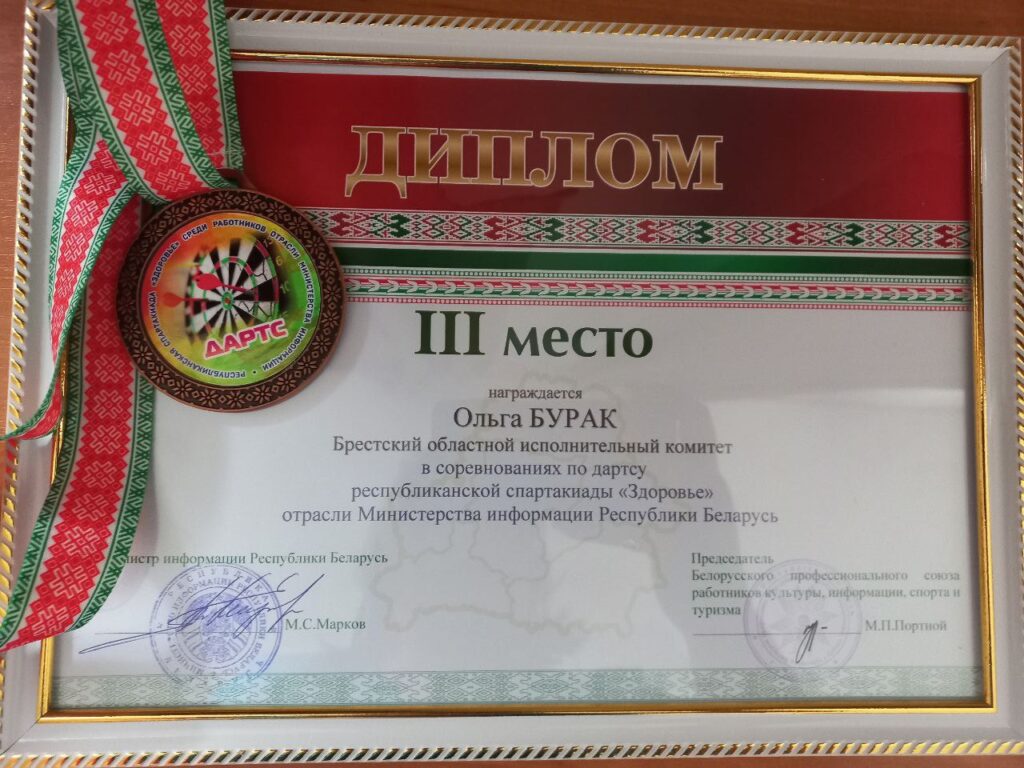 ДИПЛОМ
РЕСПУБЛИКАНСКАЯ СПАРТАКИАДА «ЗДОРОВЬЕ» СРЕДИ РАБОТНИКОВ ОТРАСЛИ МИНИСТЕРСТВА ИНФОРМАЦИИ •
ДАРТС
III место
награждается
Ольга БУРАК
Брестский областной исполнительный комитет
в соревнованиях по дартсу
республиканской спартакиады «Здоровье»
отрасли Министерства информации Республики Беларусь
информации Республики Беларусь
М.С.Марков
Председатель
Белорусского профессионального союза
работников культуры, информации, спорта и
туризма
М.П.Портной